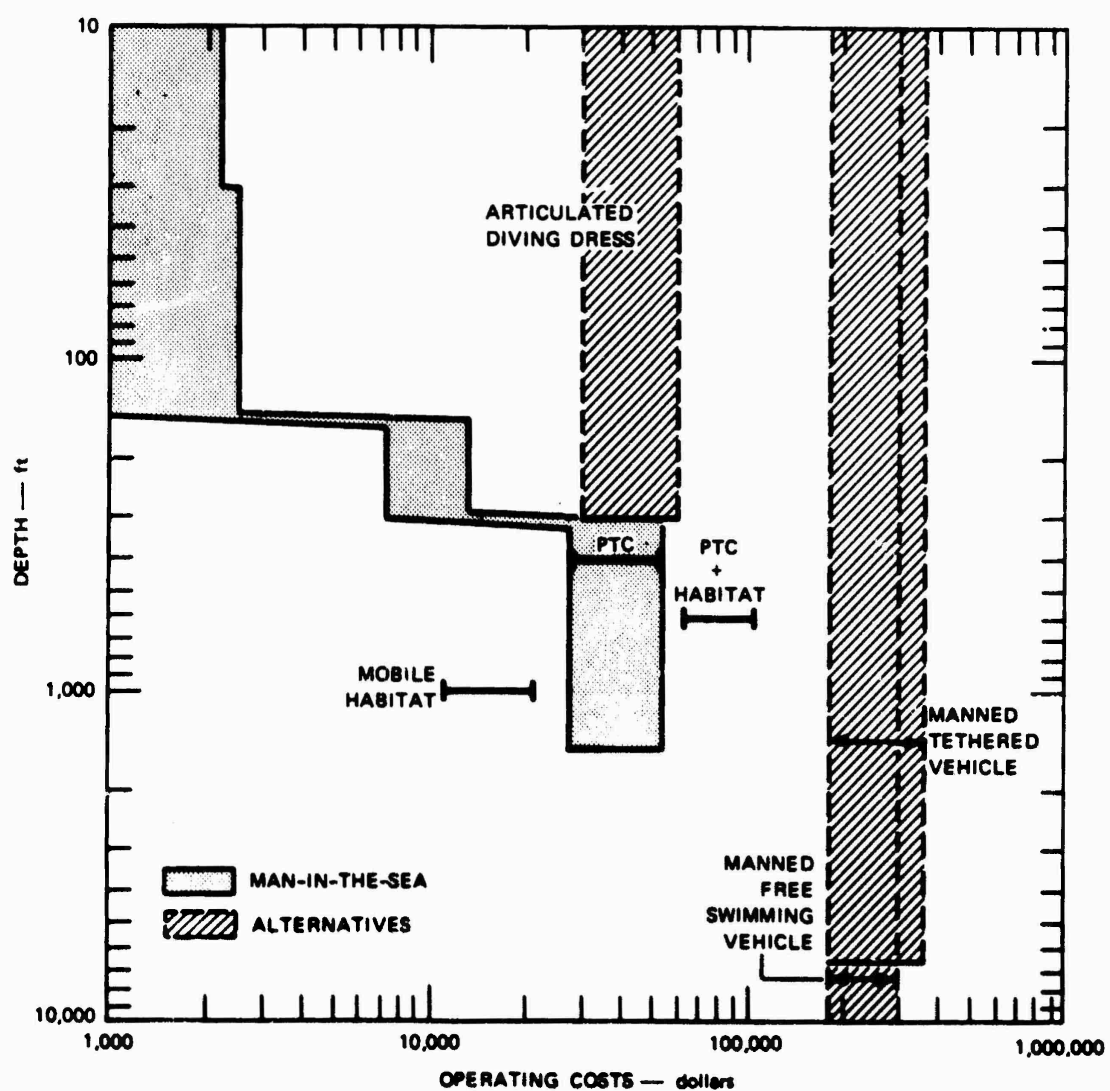 10
100
1,000
10,000
DEPTH — ft
ARTICULATED
DIVING DRESS
PTC
PTC
+
HABITAT
MOBILE
HABITAT
MANNED
TETHERED
VEHICLE
MANNED
FREE
SWIMMING
VEHICLE
MAN-IN-THE-SEA
ALTERNATIVES
1,000
10,000
100,000
1,000,000
OPERATING COSTS — dollars